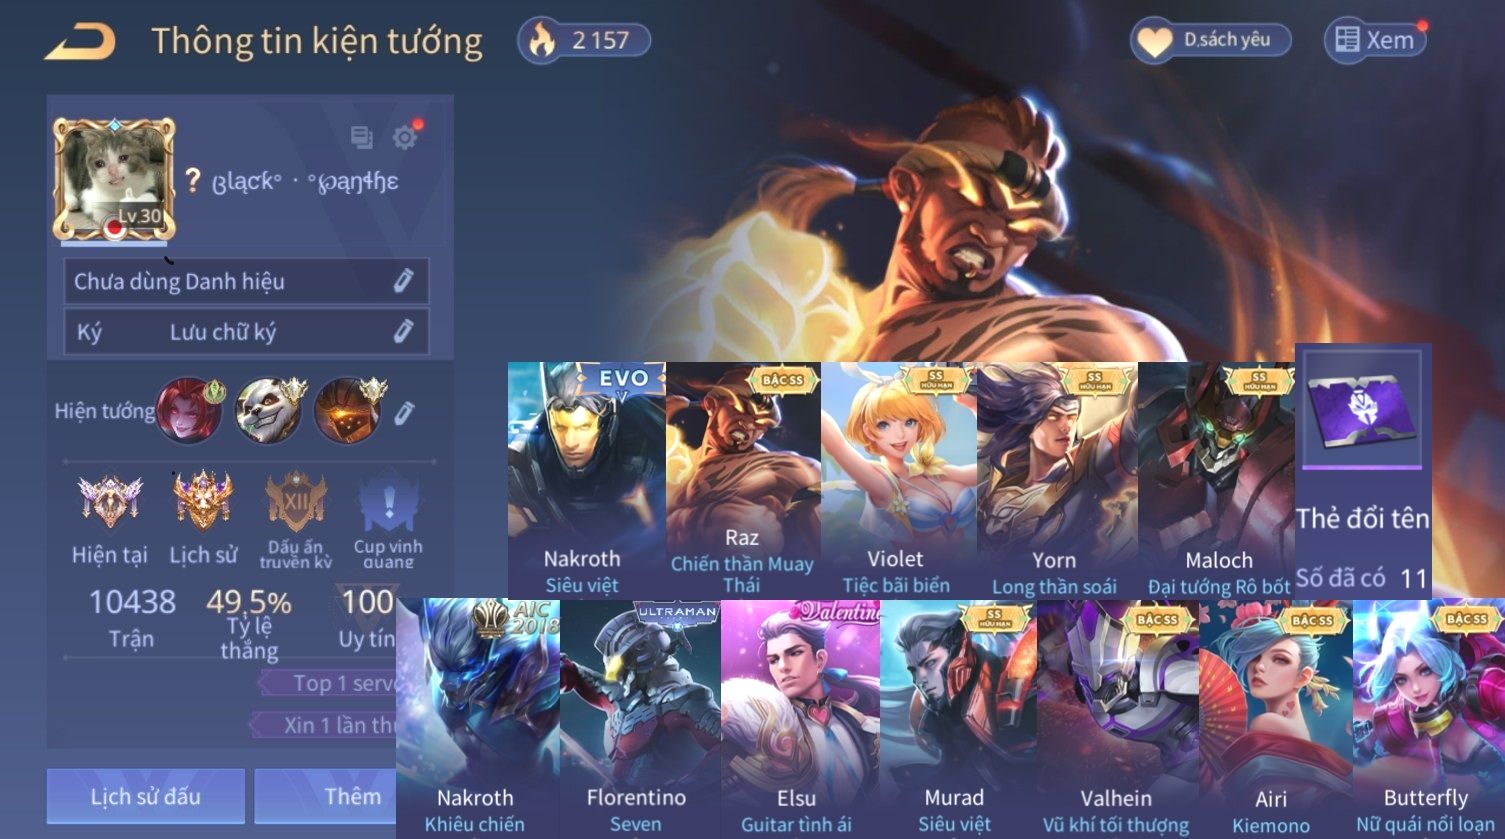 Thông tin kiện tướng
2 157
D.sách yêu
Xem
Lv.30
?
Chưa dùng Danh hiệu
Ký Lưu chữ ký
Hiện tướng
XII
Hiện tại
Lịch sử
Dấu ấn truyền kỳ
Cup vinh quang
10438
Trận
49,5%
Tỷ lệ thắng
100
Uy tín
Top 1 serv
Xin 1 lần th
Lịch sử đấu
Thêm
EVO
Nakroth
Siêu việt
BẬC SS
Raz
Chiến thần Muay Thái
SS HỮU HẠN
Violet
Tiệc bãi biển
SS HỮU HẠN
Yorn
Long thần soái
SS HỮU HẠN
Maloch
Đại tướng Rô bốt
Thẻ đổi tên
Số đã có 11
AIC 2018
Nakroth
Khiêu chiến
ULTRAMAN
Florentino
Seven
Valentine
Elsu
Guitar tình ái
SS HỮU HẠN
Murad
Siêu việt
BẬC SS
Valhein
Vũ khí tối thượng
BẬC SS
Airi
Kiemono
BẬC SS
Butterfly
Nữ quái nổi loạn